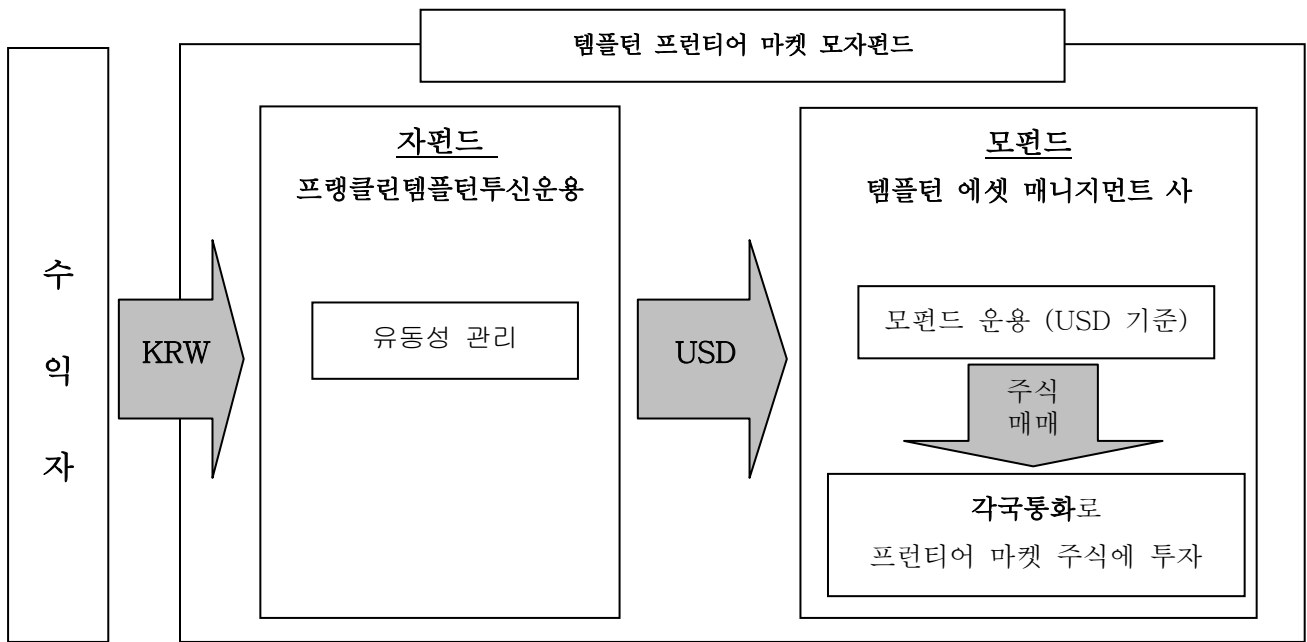 템플턴 프런티어 마켓 모자펀드
수
익
자
KRW
자펀드
프랭클린템플턴투신운용
유동성 관리
USD
모펀드
템플턴 에셋 매니지먼트 사
모펀드 운용 (USD 기준)
주식
매매
각국통화로
프런티어 마켓 주식에 투자